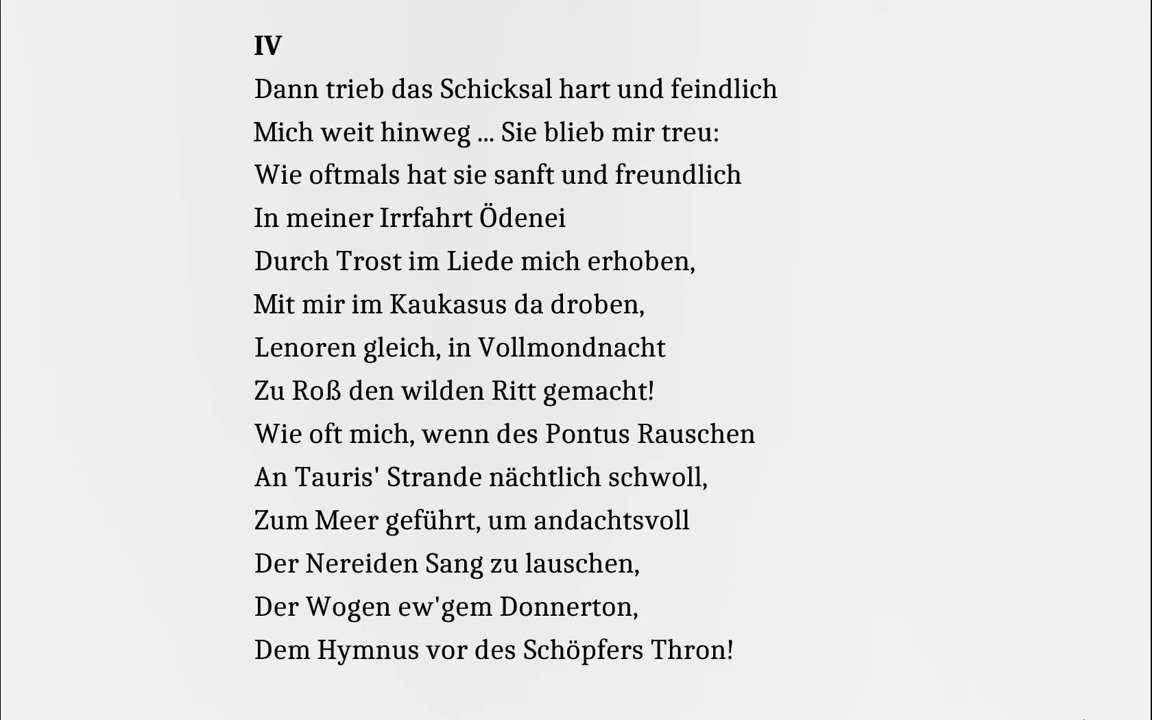 IV
Dann trieb das Schicksal hart und feindlich
Mich weit hinweg ... Sie blieb mir treu:
Wie oftmals hat sie sanft und freundlich
In meiner Irrfahrt Ödenei
Durch Trost im Liede mich erhoben,
Mit mir im Kaukasus da droben,
Lenoren gleich, in Vollmondnacht
Zu Roß den wilden Ritt gemacht!
Wie oft mich, wenn des Pontus Rauschen
An Tauris' Strande nächtlich schwoll,
Zum Meer geführt, um andachtsvoll
Der Nereiden Sang zu lauschen,
Der Wogen ew'gem Donnerton,
Dem Hymnus vor des Schöpfers Thron!